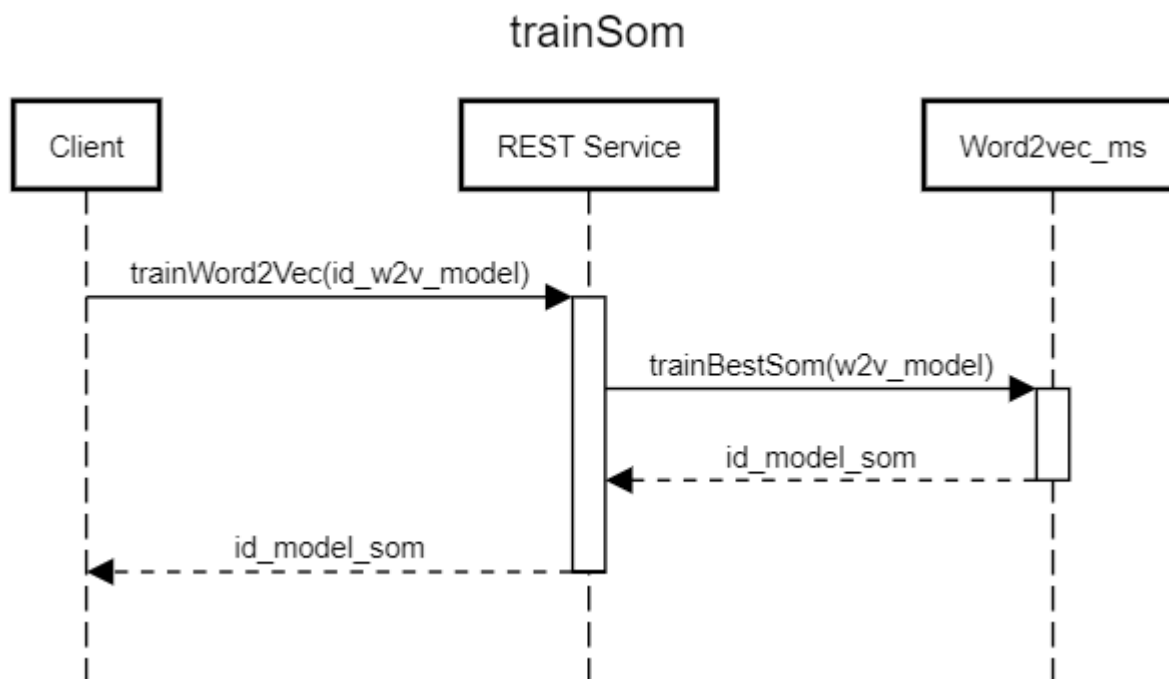 trainSom
Client
REST Service
Word2vec_ms
trainWord2Vec(id_w2v_model)
trainBestSom(w2v_model)
id_model_som
id_model_som